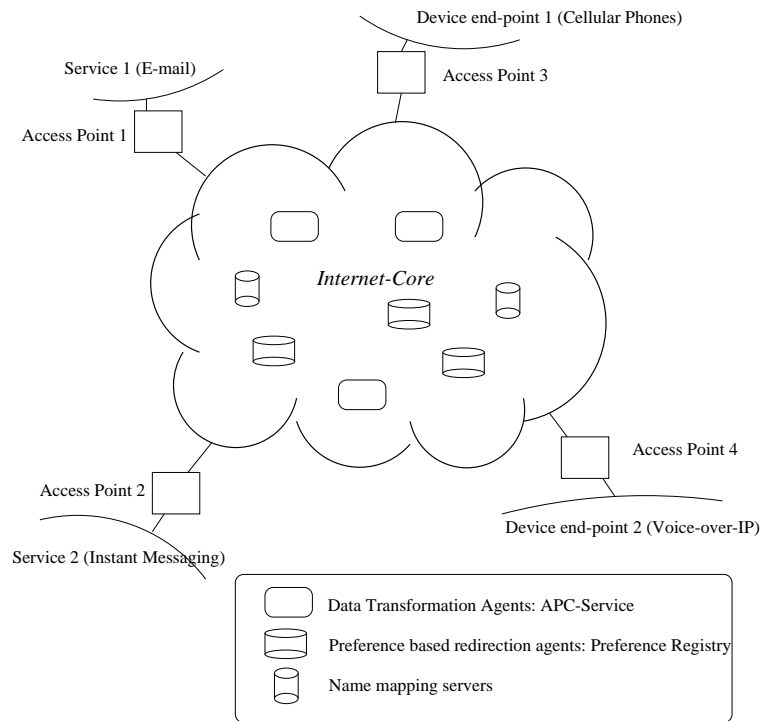 Device end-point 1 (Cellular Phones)
Service 1 (E-mail)
Access Point 3
Access Point 1
Internet-Core
Access Point 4
Access Point 2
Device end-point 2 (Voice-over-IP)
Service 2 (Instant Messaging)
Data Transformation Agents: APC-Service
Preference based redirection agents: Preference Registry
Name mapping servers